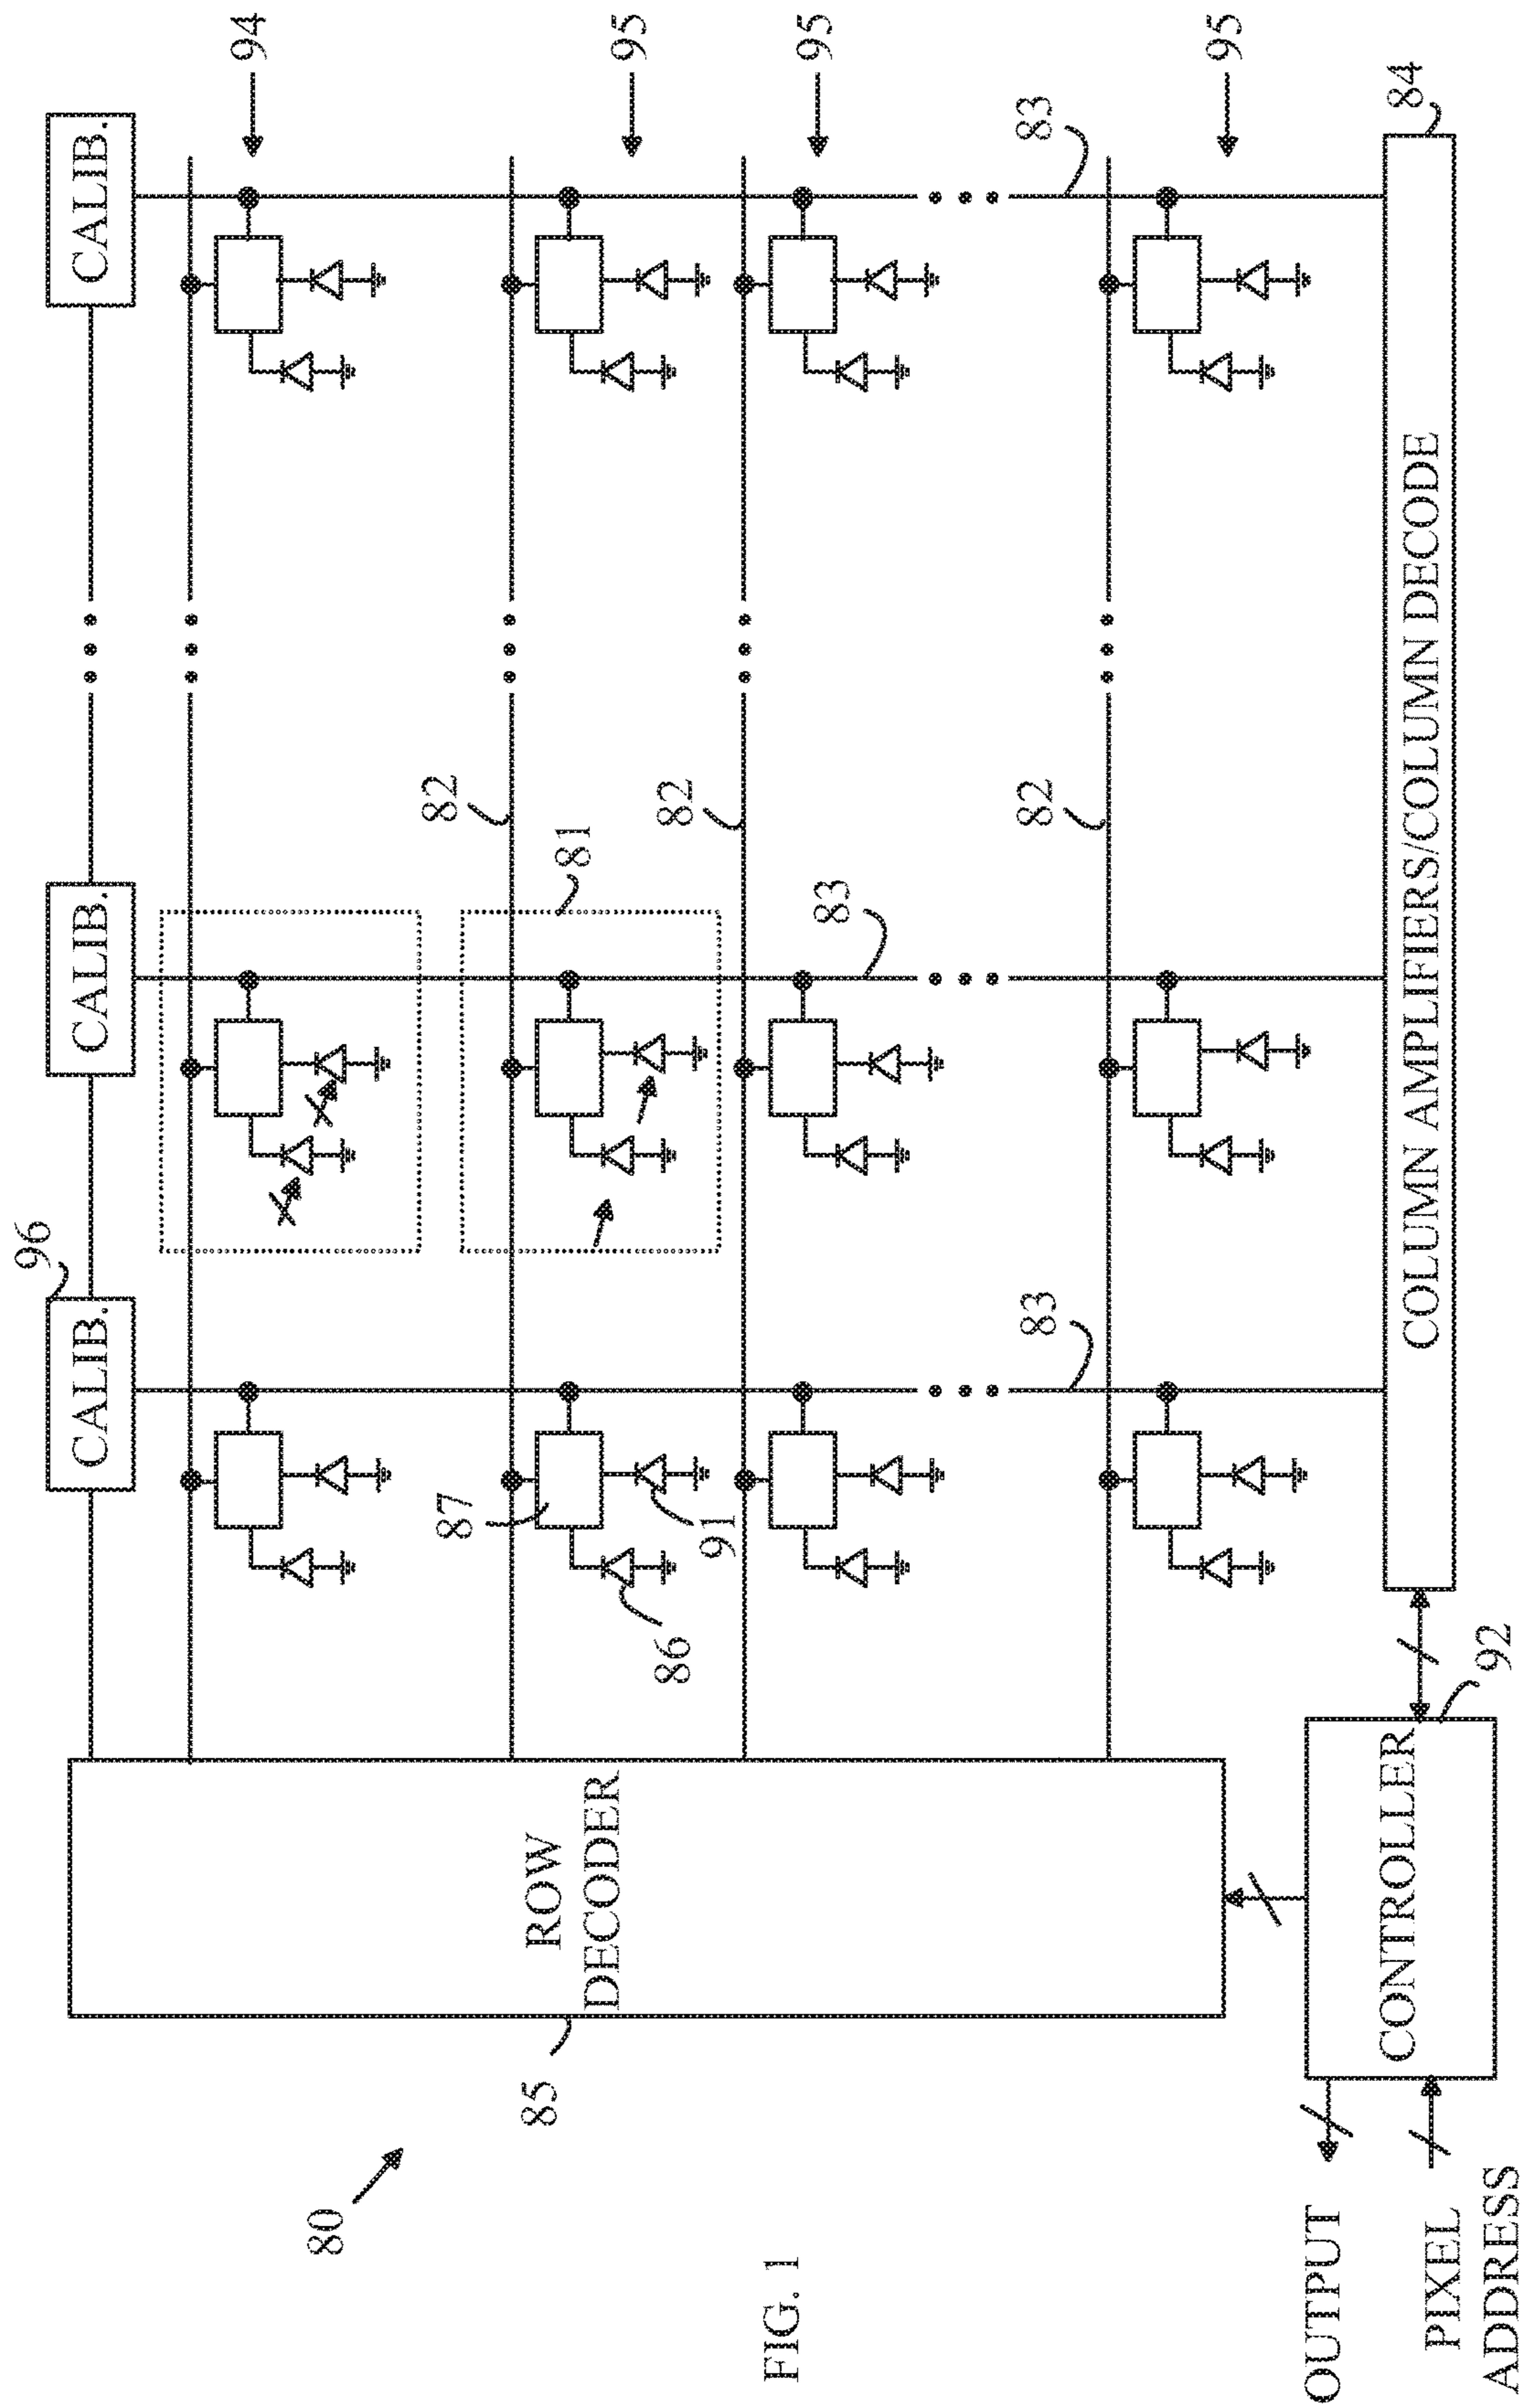 96
CALIB.
CALIB.
CALIB.
94
80
82
87
85
ROW
DECODER
81
95
86
82
91
FIG. 1
95
83
83
82
83
95
OUTPUT
CONTROLLER
84
COLUMN AMPLIFIERS/COLUMN DECODE
PIXEL
ADDRESS
92